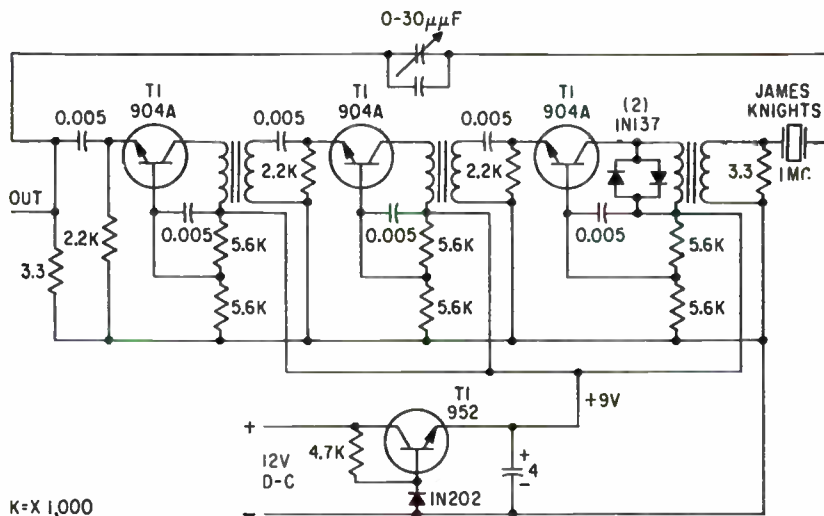 0-30µµF
TI
904A
TI
904A
TI
904A
(2)
IN137
JAMES
KNIGHTS
1MC
0.005
0.005
0.005
OUT
2.2K
2.2K
2.2K
3.3
3.3
0.005
0.005
0.005
5.6K
5.6K
5.6K
5.6K
5.6K
5.6K
TI
952
+9V
+
12V
D-C
-
4.7K
+
4
-
IN202
K=X 1,000